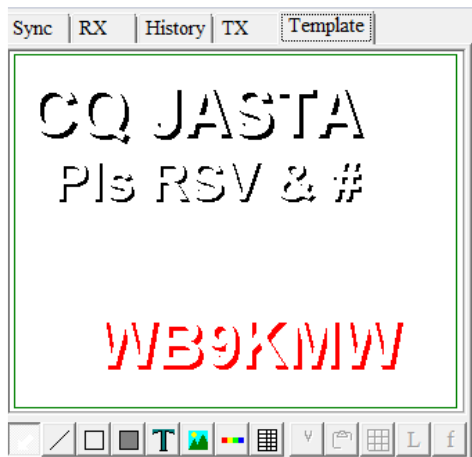 Sync RX History TX Template
CQ JASTA
Pls RSV & #
WB9KMW
T L f